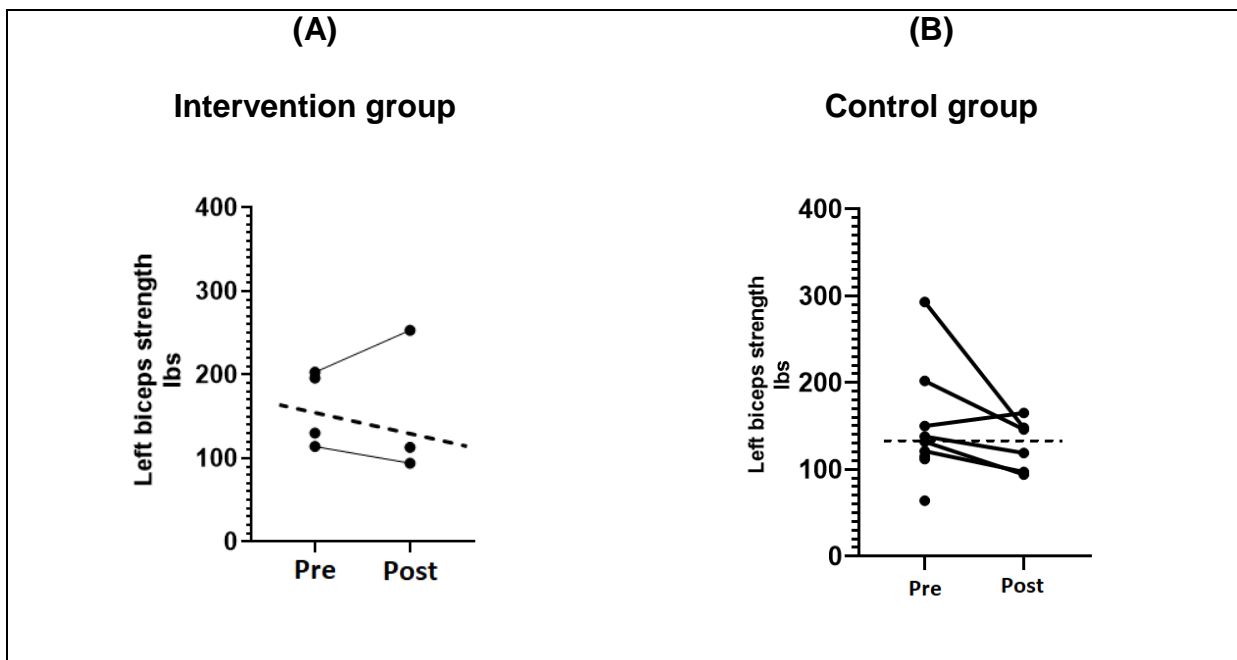 (A)
Intervention group
Left biceps strength
lbs
400
300
200
100
0
Pre
Post
(B)
Control group
Left biceps strength
lbs
400
300
200
100
0
Pre
Post